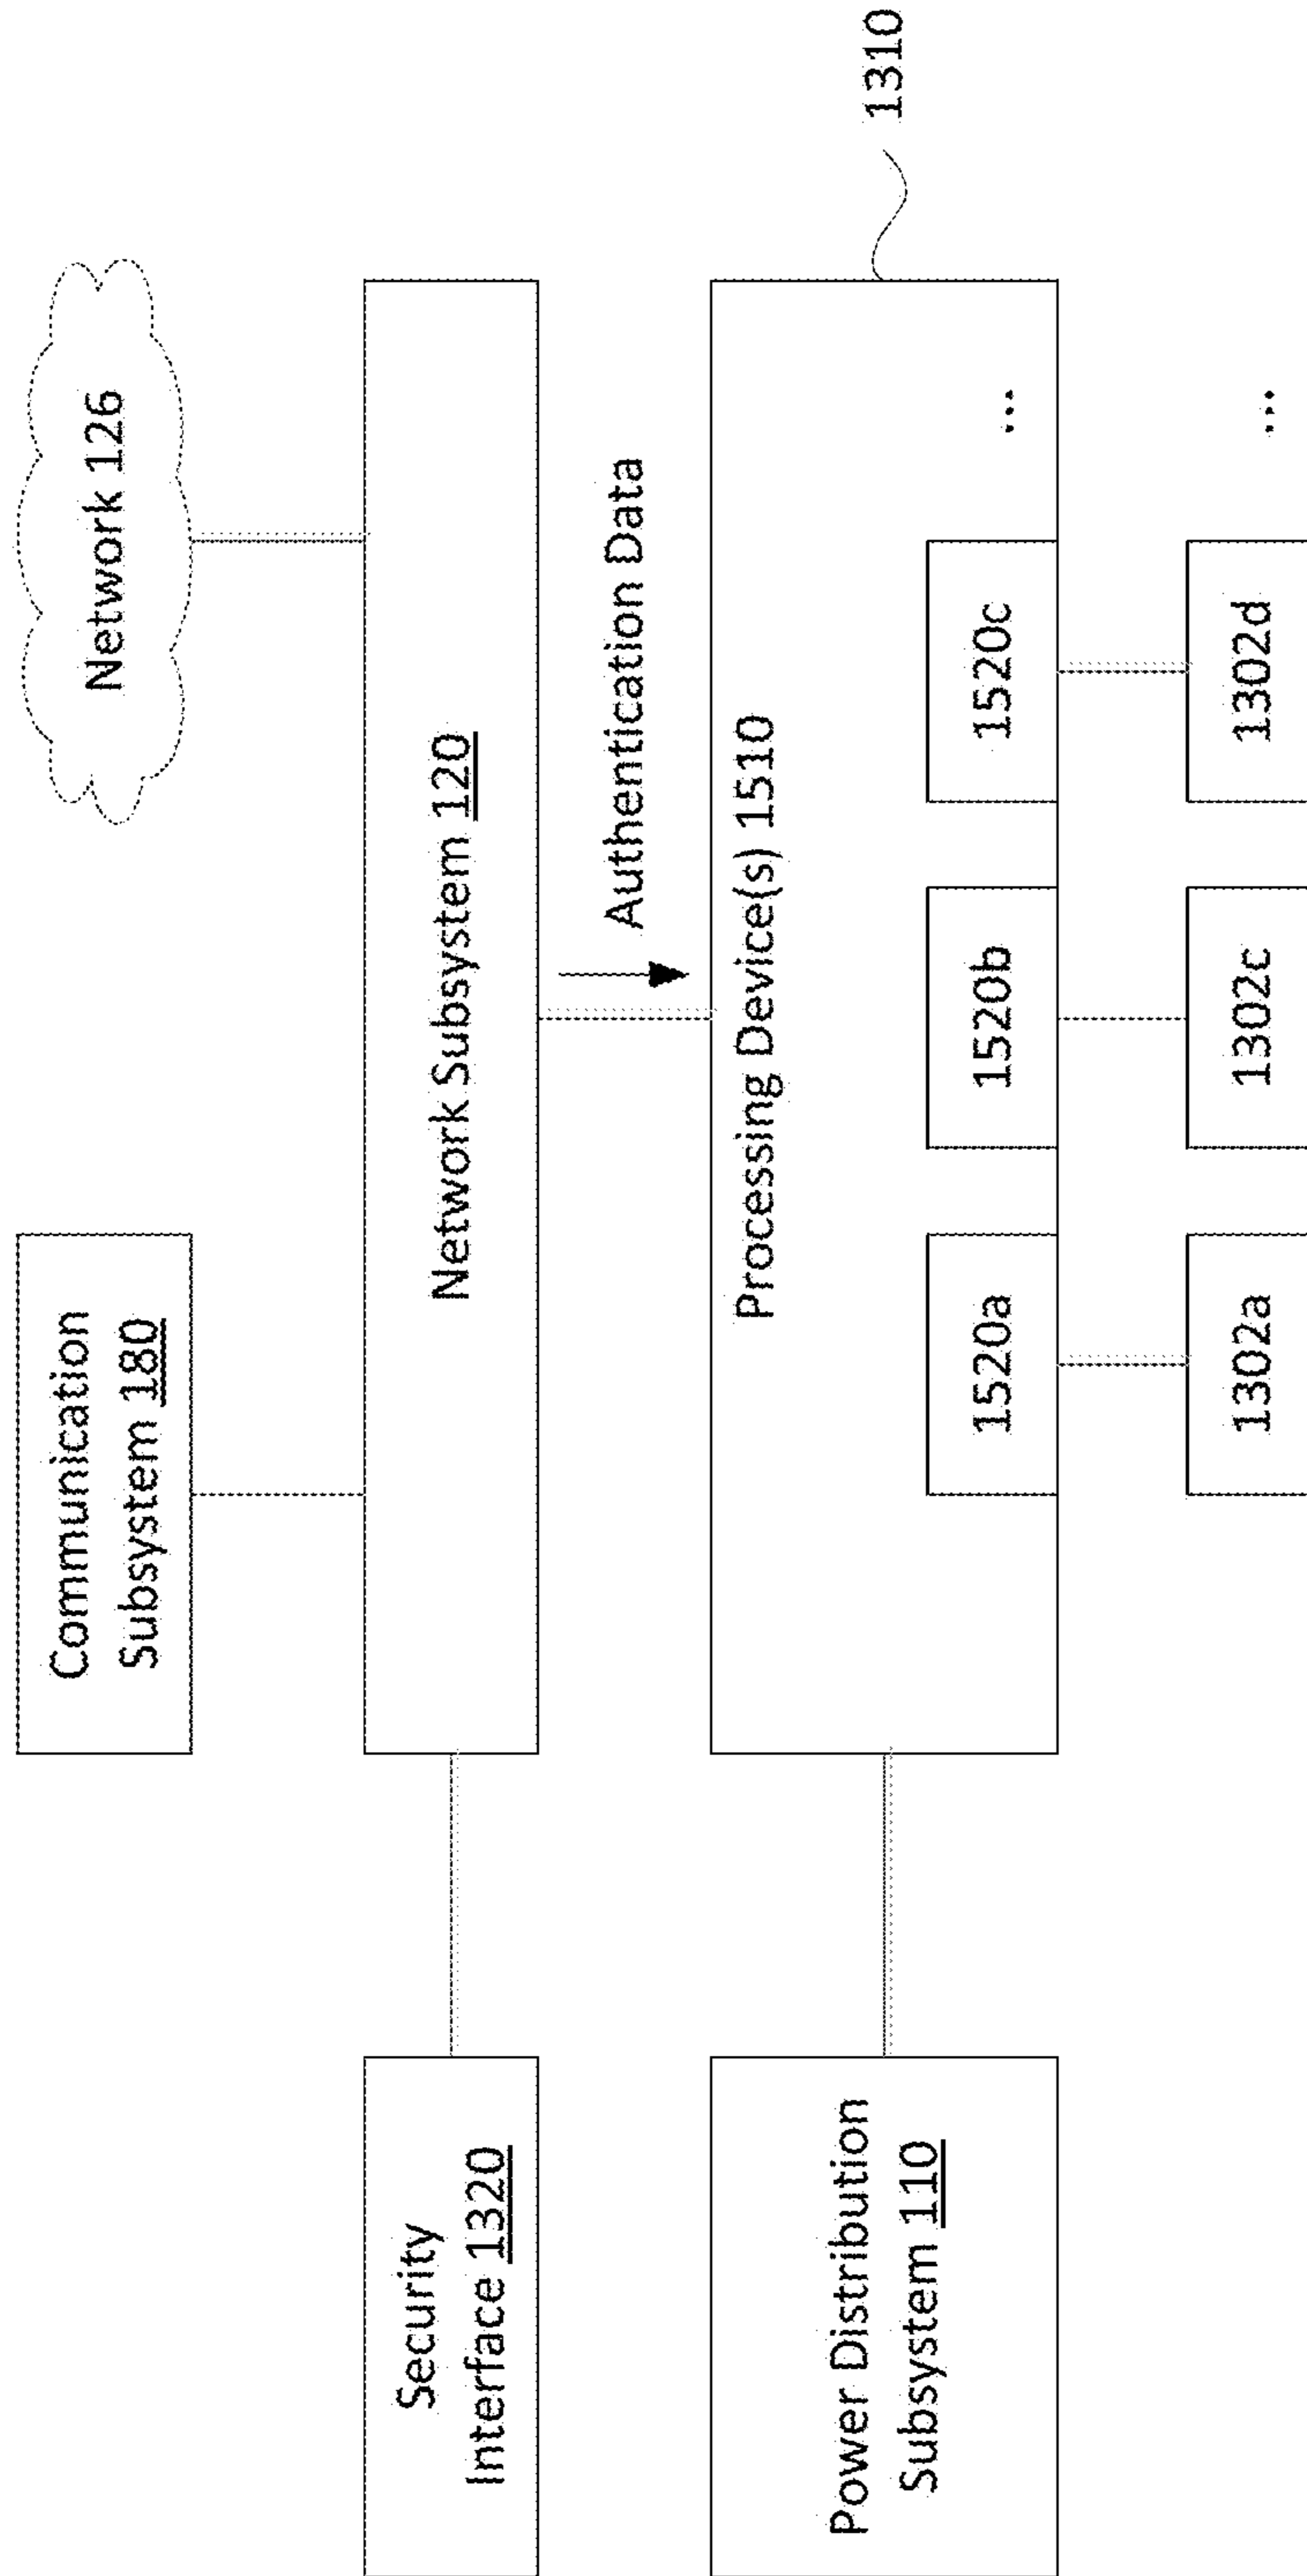 Communication
Subsystem 180
Network 126
Security
Interface 1320
Network Subsystem 120
Authentication Data
Power Distribution
Subsystem 110
Processing Device(s) 1510
1310
1520a
1520b
1520c
...
1302a
1302c
1302d
...